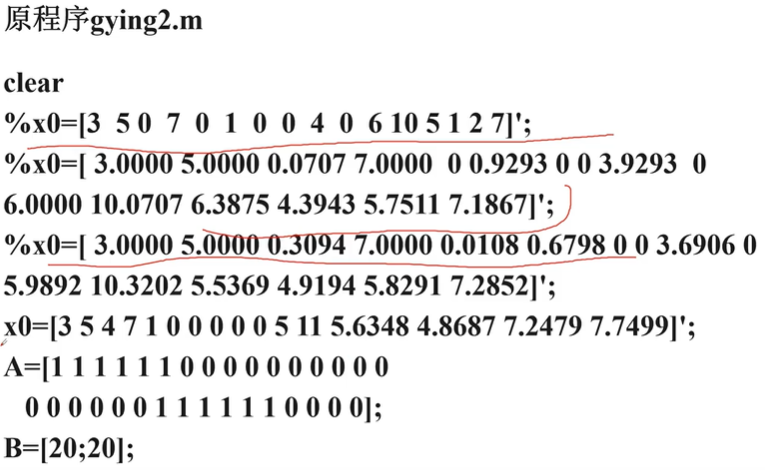 原程序gying2.m
clear
%x0=[3 5 0 7 0 1 0 0 4 0 6 10 5 1 2 7]';
%x0=[ 3.0000 5.0000 0.0707 7.0000 0 0.9293 0 0 3.9293 0
6.0000 10.0707 6.3875 4.3943 5.7511 7.1867]';
%x0=[ 3.0000 5.0000 0.3094 7.0000 0.0108 0.6798 0 0 3.6906 0
5.9892 10.3202 5.5369 4.9194 5.8291 7.2852]';
x0=[3 5 4 7 1 0 0 0 0 0 5 11 5.6348 4.8687 7.2479 7.7499]';
A=[1 1 1 1 1 1 0 0 0 0 0 0 0 0 0 0
0 0 0 0 0 0 1 1 1 1 1 1 0 0 0 0];
B=[20;20];